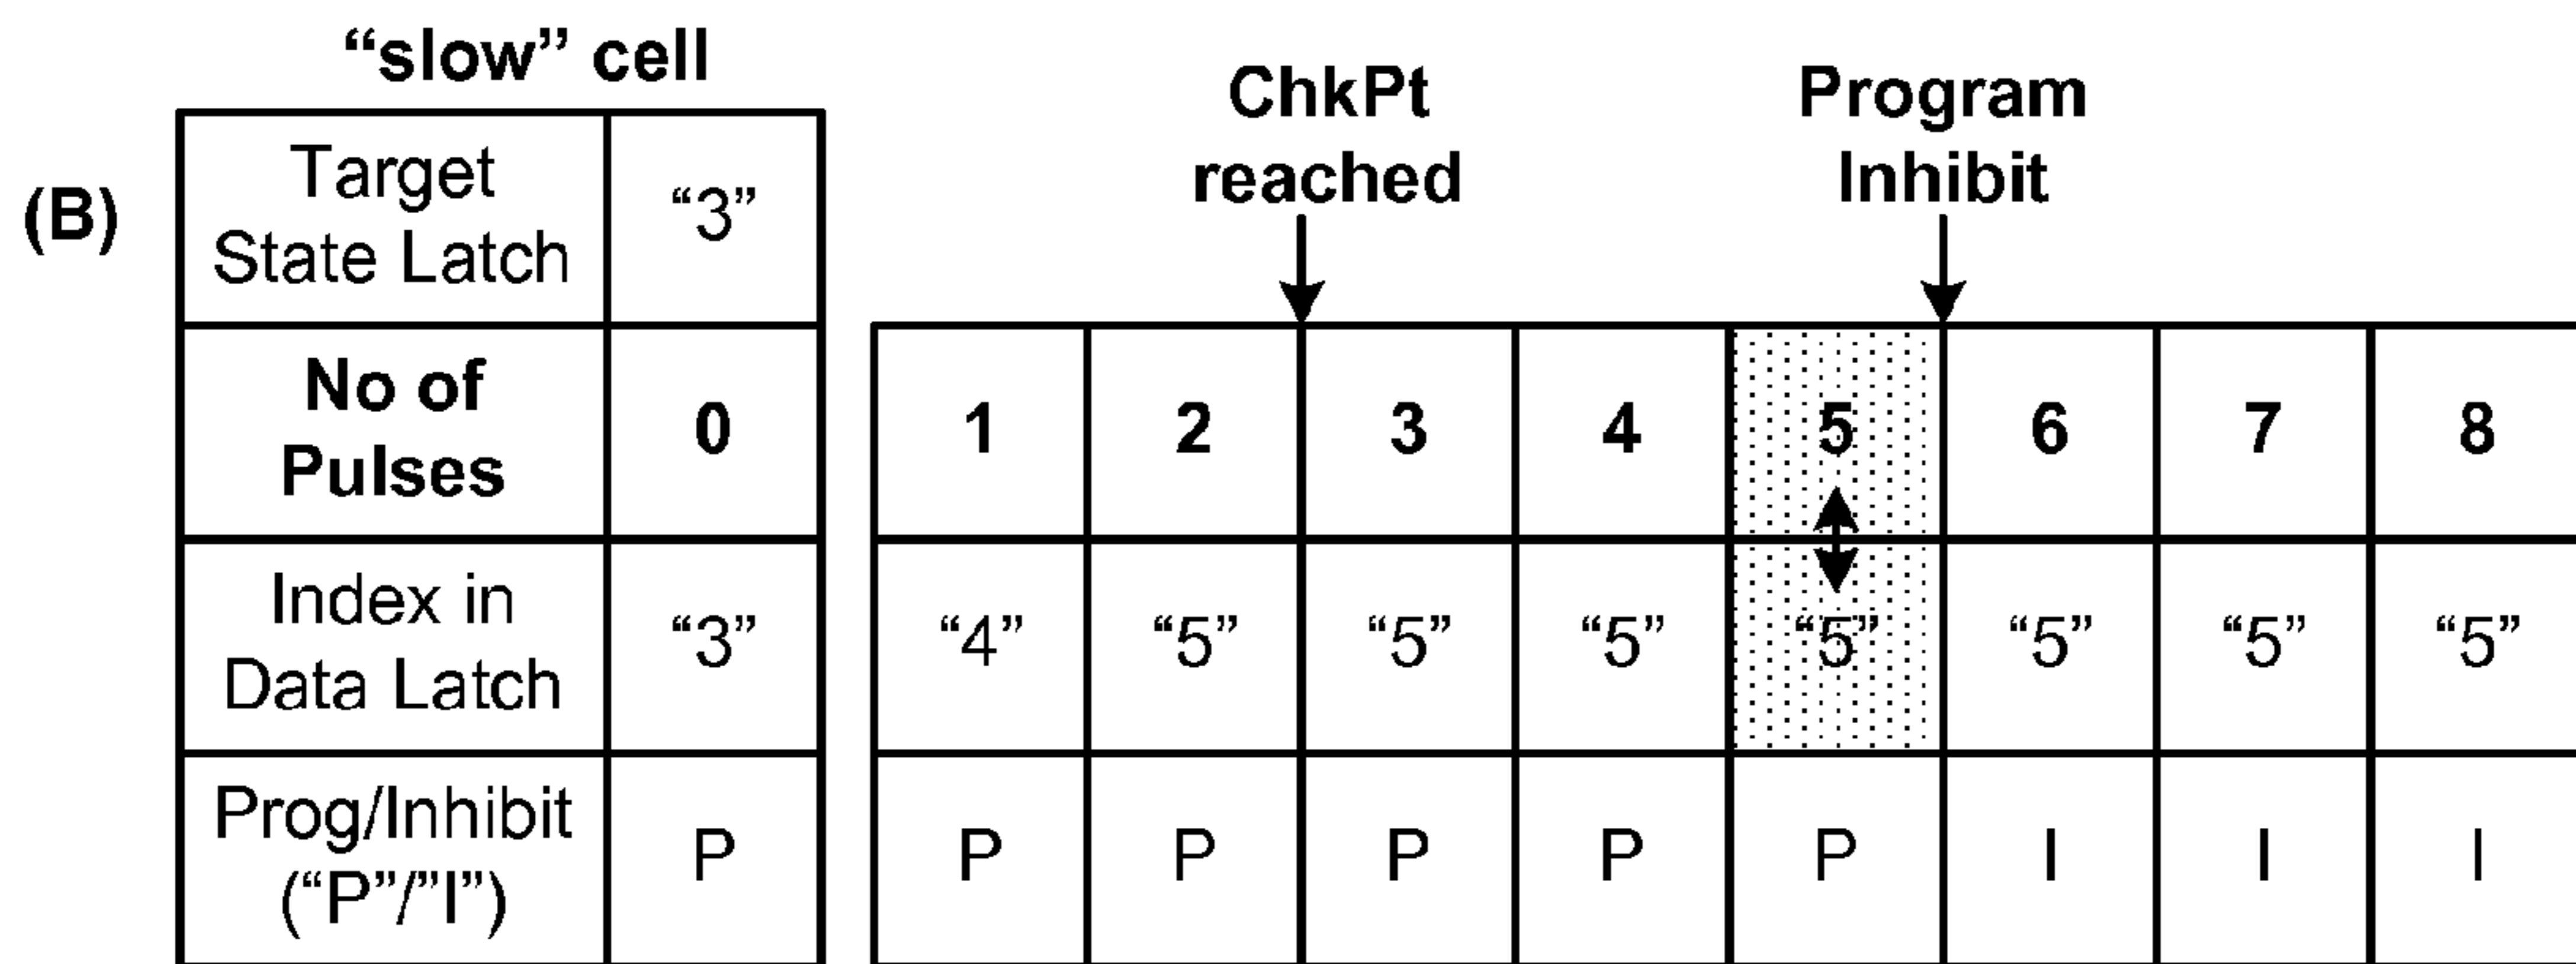 “slow” cell
ChkPt
reached
Program
Inhibit
(B)
Target
State Latch
“3”
No of
Pulses
0 1 2 3 4 5 6 7 8
Index in
Data Latch
“3” “4” “5” “5” “5” “5” “5” “5” “5”
Prog/Inhibit
(“P”/”I”)
P P P P P P I I I